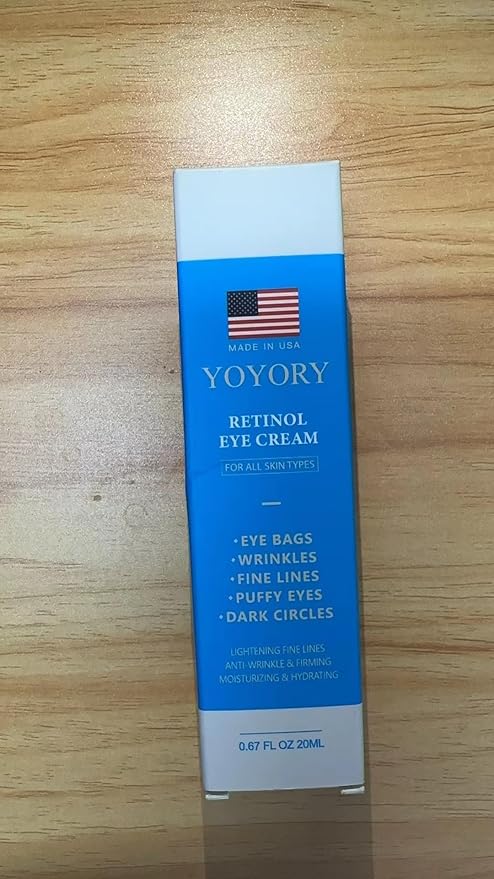 MADE IN USA
YOYORY
RETINOL
EYE CREAM
FOR ALL SKIN TYPES
•EYE BAGS
•WRINKLES
•FINE LINES
•PUFFY EYES
•DARK CIRCLES
LIGHTENING FINE LINES
ANTI-WRINKLE & FIRMING
MOISTURIZING & HYDRATING
0.67 FL OZ 20ML